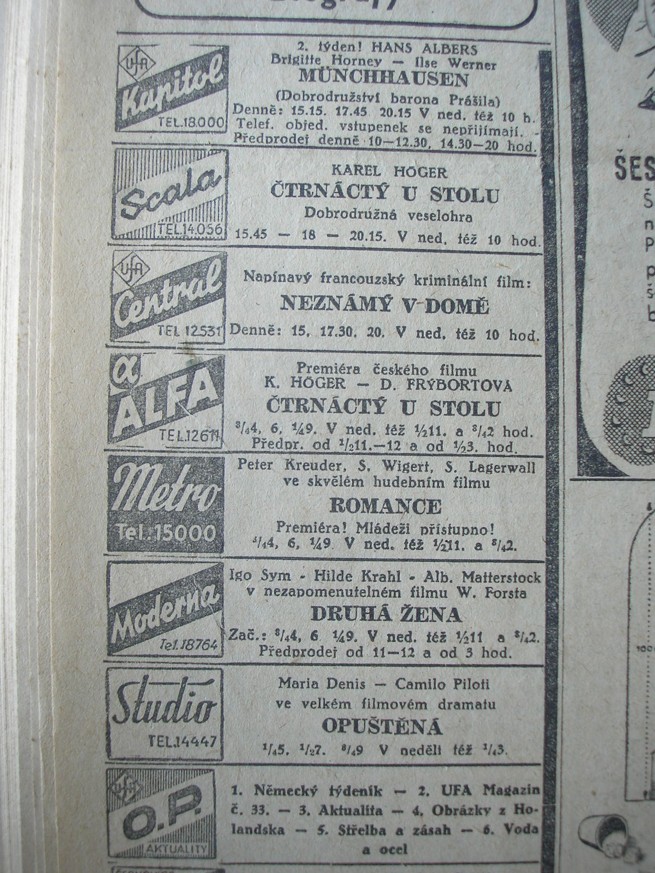 UFA
Kapitol
TEL.18000
2. týden! HANS ALBERS
Brigitte Horney — Ilse Werner
MÜNCHHAUSEN
(Dobrodružství barona Prášila)
Denně: 15.15. 17.45 20.15 V ned. též 10 h.
Telef. objed. vstupenek se nepřijímají. -
Předprodej denně 10—12.30, 14.30—20 hod.
Scala
TEL.14.056
KAREL HÖGER
ČTRNÁCTÝ U STOLU
Dobrodružná veselohra
15.45 — 18 — 20.15. V ned. též 10 hod.
UFA
Central
TEL 12531
Napínavý francouzský kriminální film:
NEZNÁMÝ V DOMĚ
Denně: 15, 17.30, 20, V ned, též 10 hod.
α
ALFA
TEL.12611
Premiéra českého filmu
K. HÖGER — D. FRÝBORTOVÁ
ČTRNÁCTÝ U STOLU
¾4, 6, ¼9. V ned. též ½11. a ¾2 hod.
Předpr. od ½11.—12 a od ½3. hod.
Metro
Tel.:15000
Peter Kreuder, S. Wigert, S. Lagerwall
ve skvělém hudebním filmu
ROMANCE
Premiéra! Mládeži přístupno!
6, ¼9 V ned. též ½11. a ¾2.
Moderna
Tel.18764
Igo Sym - Hilde Krahl - Alb. Matterstock
v nezapomenutelném filmu W. Forsta
DRUHÁ ŽENA
Zač.: ¾4, 6 ¼9. V ned. též ½11 a ¾2.
Předprodej od 11—12 a od 3 hod.
Studio
TEL.14447
Maria Denis — Camilo Piloti
ve velkém filmovém dramatu
OPUŠTĚNÁ
¼5. ½7. ¾9 V neděli též ¼3.
UFA
O.P.
AKTUALITY
1. Německý týdeník — 2. UFA Magazin
č. 33. — 3. Aktualita — 4. Obrázky z Ho-
landska — 5. Střelba a zásah — 6. Voda
a ocel
ŠES
100